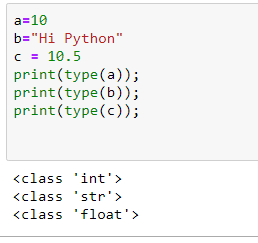 a=10
b="Hi Python"
c = 10.5
print(type(a));
print(type(b));
print(type(c));
<class 'int'>
<class 'str'>
<class 'float'>